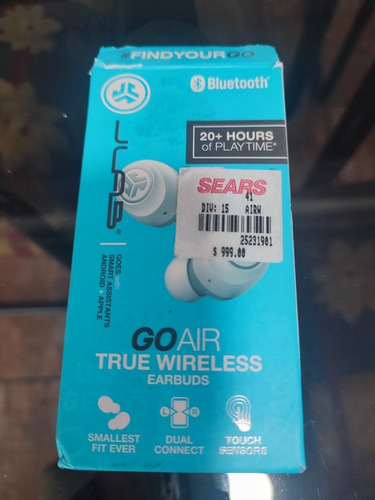 #FINDYOURGO
Bluetooth®
JLAB®
20+ HOURS
of PLAYTIME*
SEARS
41
DIV: 15 AIRW
25231901
$ 999.00
GOES with
SMART ASSISTANTS
ANDROID • APPLE
GOAIR
TRUE WIRELESS
EARBUDS
SMALLEST
FIT EVER
L R
DUAL
CONNECT
TOUCH
SENSORS